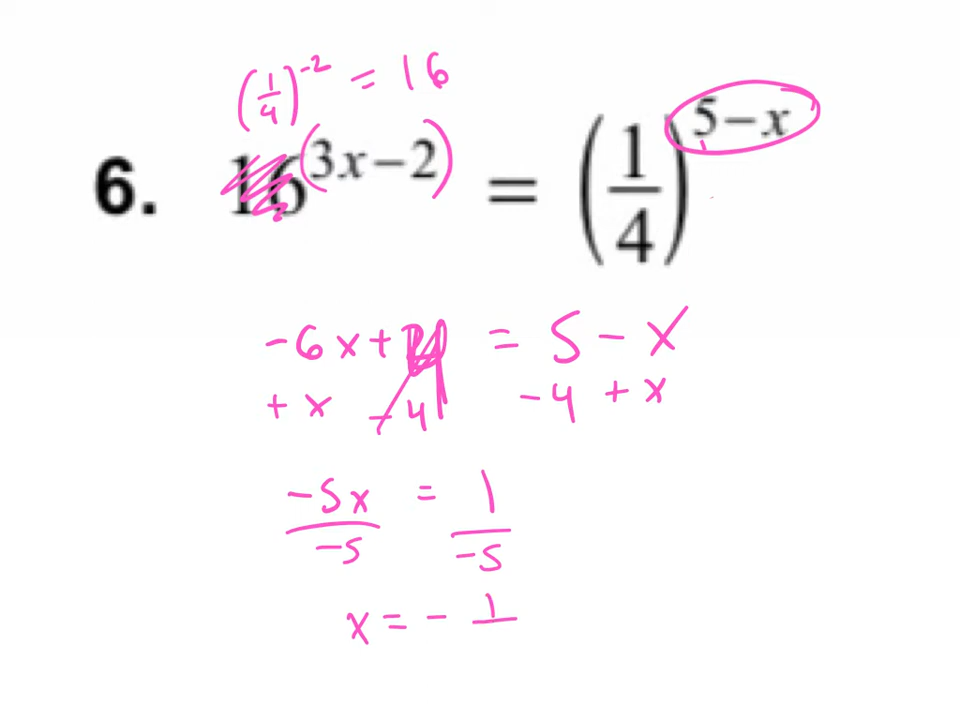 (1/4)^-2 = 16
6. 16^(3x-2) = (1/4)^5-x
-6x + = 5 - x
+ x - 4 - 4 + x
-5x = 1
-5 -5
x = - 1